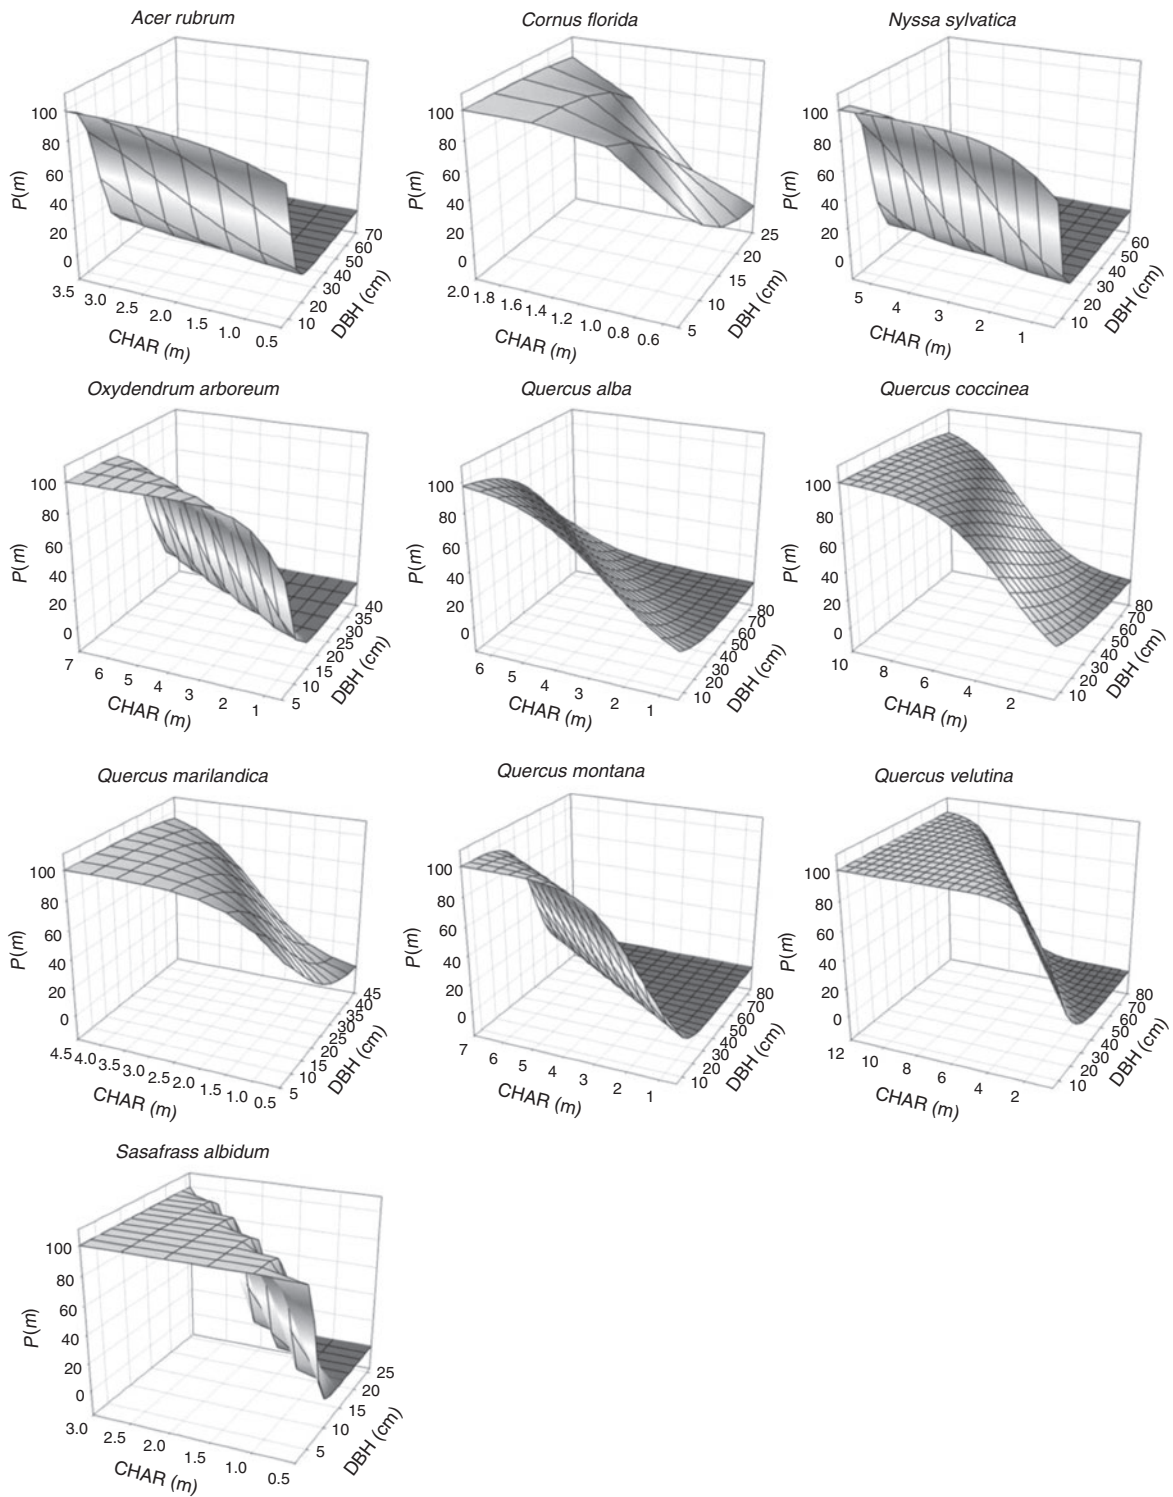 Acer rubrum
Cornus florida
Nyssa sylvatica
100
80
60
40
20
0
P(m)
3.5 3.0 2.5 2.0 1.5 1.0 0.5
CHAR (m)
10 20 30 40 50 60 70
DBH (cm)
100
80
60
40
20
0
P(m)
2.0 1.8 1.6 1.4 1.2 1.0 0.8 0.6
CHAR (m)
5 10 15 20 25
DBH (cm)
100
80
60
40
20
0
P(m)
5 4 3 2 1
CHAR (m)
10 20 30 40 50 60
DBH (cm)
Oxydendrum arboreum
Quercus alba
Quercus coccinea
100
80
60
40
20
0
P(m)
7 6 5 4 3 2 1
CHAR (m)
5 10 15 20 25 30 35 40
DBH (cm)
100
80
60
40
20
0
P(m)
6 5 4 3 2 1
CHAR (m)
10 20 30 40 50 60 70 80
DBH (cm)
100
80
60
40
20
0
P(m)
10 8 6 4 2
CHAR (m)
10 20 30 40 50 60 70 80
DBH (cm)
Quercus marilandica
Quercus montana
Quercus velutina
100
80
60
40
20
0
P(m)
4.5 4.0 3.5 3.0 2.5 2.0 1.5 1.0 0.5
CHAR (m)
5 10 15 20 25 30 35 40 45
DBH (cm)
100
80
60
40
20
0
P(m)
7 6 5 4 3 2 1
CHAR (m)
10 20 30 40 50 60 70 80
DBH (cm)
100
80
60
40
20
0
P(m)
12 10 8 6 4 2
CHAR (m)
10 20 30 40 50 60 70 80
DBH (cm)
Sasafrass albidum
100
80
60
40
20
0
P(m)
3.0 2.5 2.0 1.5 1.0 0.5
CHAR (m)
5 10 15 20 25
DBH (cm)